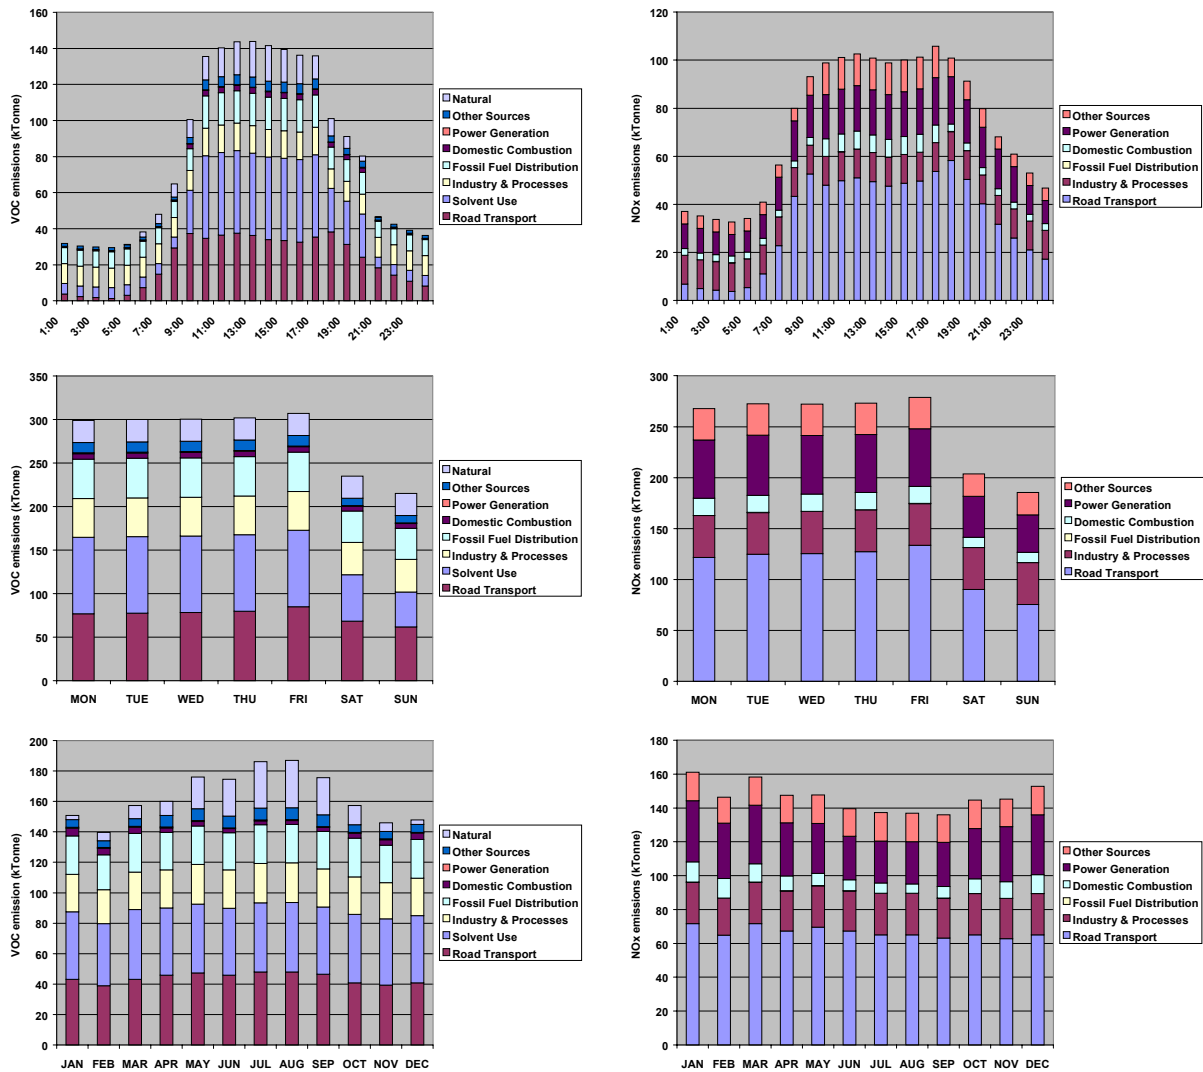 VOC emissions (kTonne)
160
140
120
100
80
60
40
20
0
1:00
3:00
5:00
7:00
9:00
11:00
13:00
15:00
17:00
19:00
21:00
23:00
Natural
Other Sources
Power Generation
Domestic Combustion
Fossil Fuel Distribution
Industry & Processes
Solvent Use
Road Transport
NOx emissions (kTonne)
120
100
80
60
40
20
0
1:00
3:00
5:00
7:00
9:00
11:00
13:00
15:00
17:00
19:00
21:00
23:00
Other Sources
Power Generation
Domestic Combustion
Fossil Fuel Distribution
Industry & Processes
Road Transport
VOC emissions (kTonne)
350
300
250
200
150
100
50
0
MON TUE WED THU FRI SAT SUN
Natural
Other Sources
Power Generation
Domestic Combustion
Fossil Fuel Distribution
Industry & Processes
Solvent Use
Road Transport
NOx emissions (kTonne)
300
250
200
150
100
50
0
MON TUE WED THU FRI SAT SUN
Other Sources
Power Generation
Domestic Combustion
Fossil Fuel Distribution
Industry & Processes
Road Transport
VOC emissions (kTonne)
200
180
160
140
120
100
80
60
40
20
0
JAN FEB MAR APR MAY JUN JUL AUG SEP OCT NOV DEC
Natural
Other Sources
Power Generation
Domestic Combustion
Fossil Fuel Distribution
Industry & Processes
Solvent Use
Road Transport
NOx emissions (kTonne)
180
160
140
120
100
80
60
40
20
0
JAN FEB MAR APR MAY JUN JUL AUG SEP OCT NOV DEC
Other Sources
Power Generation
Domestic Combustion
Fossil Fuel Distribution
Industry & Processes
Road Transport